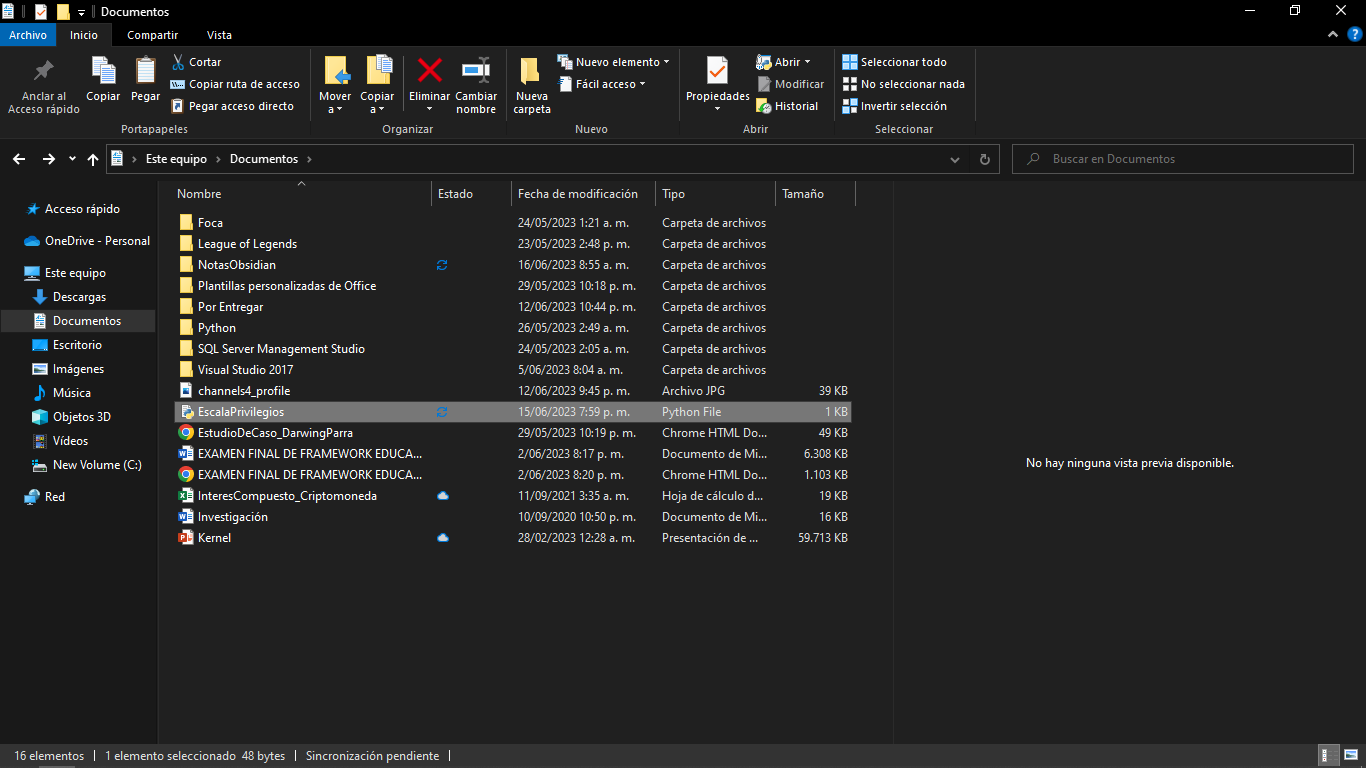 Documentos
Archivo Inicio Compartir Vista
Anclar al Acceso rápido
Copiar
Pegar
Cortar
Copiar ruta de acceso
Pegar acceso directo
Portapapeles
Mover a
Copiar a
Eliminar
Cambiar nombre
Organizar
Nueva carpeta
Nuevo elemento
Fácil acceso
Nuevo
Propiedades
Abrir
Modificar
Historial
Abrir
Seleccionar todo
No seleccionar nada
Invertir selección
Seleccionar
Este equipo > Documentos >
Buscar en Documentos
Acceso rápido
OneDrive - Personal
Este equipo
Descargas
Documentos
Escritorio
Imágenes
Música
Objetos 3D
Vídeos
New Volume (C:)
Red
Nombre Estado Fecha de modificación Tipo Tamaño
Foca 24/05/2023 1:21 a. m. Carpeta de archivos
League of Legends 23/05/2023 2:48 p. m. Carpeta de archivos
NotasObsidian 16/06/2023 8:55 a. m. Carpeta de archivos
Plantillas personalizadas de Office 29/05/2023 10:18 p. m. Carpeta de archivos
Por Entregar 12/06/2023 10:44 p. m. Carpeta de archivos
Python 26/05/2023 2:49 a. m. Carpeta de archivos
SQL Server Management Studio 24/05/2023 2:05 a. m. Carpeta de archivos
Visual Studio 2017 5/06/2023 8:04 a. m. Carpeta de archivos
channels4_profile 12/06/2023 9:45 p. m. Archivo JPG 39 KB
EscalaPrivilegios 15/06/2023 7:59 p. m. Python File 1 KB
EstudioDeCaso_DarwingParra 29/05/2023 10:19 p. m. Chrome HTML Do... 49 KB
EXAMEN FINAL DE FRAMEWORK EDUCA... 2/06/2023 8:17 p. m. Documento de Mi... 6.308 KB
EXAMEN FINAL DE FRAMEWORK EDUCA... 2/06/2023 8:20 p. m. Chrome HTML Do... 1.103 KB
InteresCompuesto_Criptomoneda 11/09/2021 3:35 a. m. Hoja de cálculo d... 19 KB
Investigación 10/09/2020 10:50 p. m. Documento de Mi... 16 KB
Kernel 28/02/2023 12:28 a. m. Presentación de ... 59.713 KB
No hay ninguna vista previa disponible.
16 elementos 1 elemento seleccionado 48 bytes Sincronización pendiente